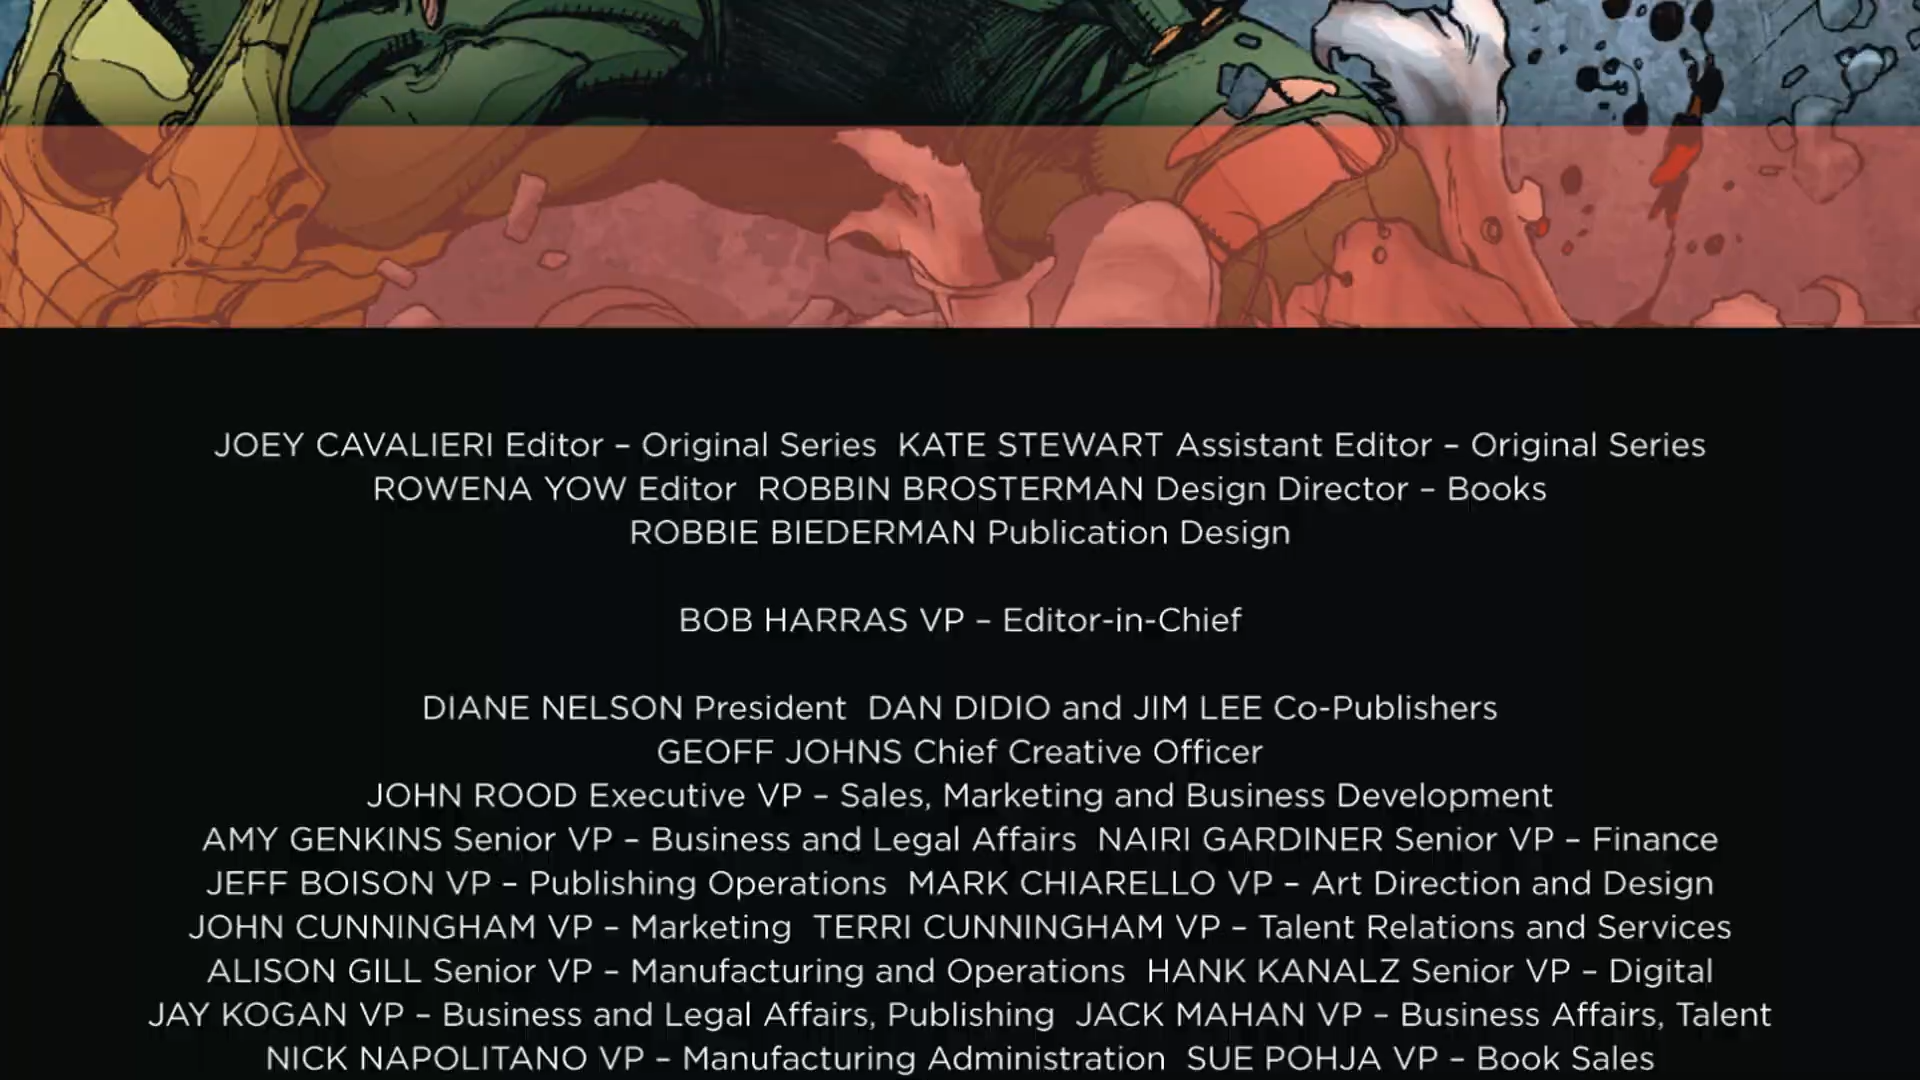 JOEY CAVALIERI Editor – Original Series  KATE STEWART Assistant Editor – Original Series
ROWENA YOW Editor  ROBBIN BROSTERMAN Design Director – Books
ROBBIE BIEDERMAN Publication Design
BOB HARRAS VP – Editor-in-Chief
DIANE NELSON President  DAN DIDIO and JIM LEE Co-Publishers
GEOFF JOHNS Chief Creative Officer
JOHN ROOD Executive VP – Sales, Marketing and Business Development
AMY GENKINS Senior VP – Business and Legal Affairs  NAIRI GARDINER Senior VP – Finance
JEFF BOISON VP – Publishing Operations  MARK CHIARELLO VP – Art Direction and Design
JOHN CUNNINGHAM VP – Marketing  TERRI CUNNINGHAM VP – Talent Relations and Services
ALISON GILL Senior VP – Manufacturing and Operations  HANK KANALZ Senior VP – Digital
JAY KOGAN VP – Business and Legal Affairs, Publishing  JACK MAHAN VP – Business Affairs, Talent
NICK NAPOLITANO VP – Manufacturing Administration  SUE POHJA VP – Book Sales